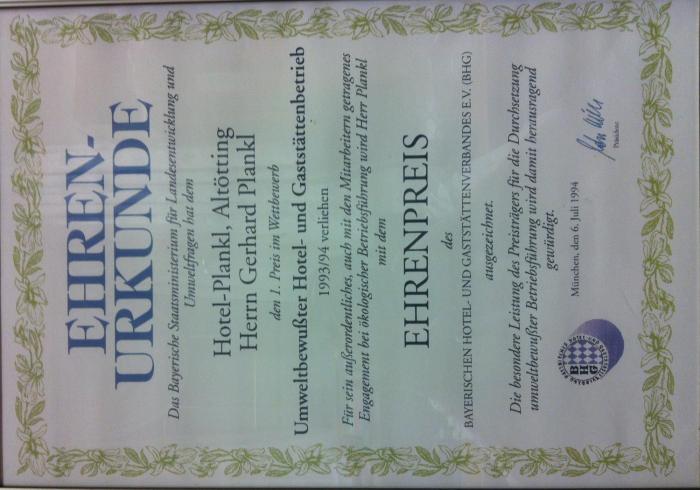 EHREN-
URKUNDE
Das Bayerische Staatsministerium für Landesentwicklung und
Umweltfragen hat dem
Hotel-Plankl, Altötting
Herrn Gerhard Plankl
den 1. Preis im Wettbewerb
Umweltbewußter Hotel- und Gaststättenbetrieb
1993/94 verliehen
Für sein außerordentliches, auch mit den Mitarbeitern getragenes
Engagement bei ökologischer Betriebsführung wird Herr Plankl
mit dem
EHRENPREIS
des
BAYERISCHEN HOTEL- UND GASTSTÄTTENVERBANDES E.V. (BHG)
ausgezeichnet.
Die besondere Leistung des Preisträgers für die Durchsetzung
umweltbewußter Betriebsführung wird damit herausragend
gewürdigt.
München, den 6. Juli 1994
Präsident
BHG